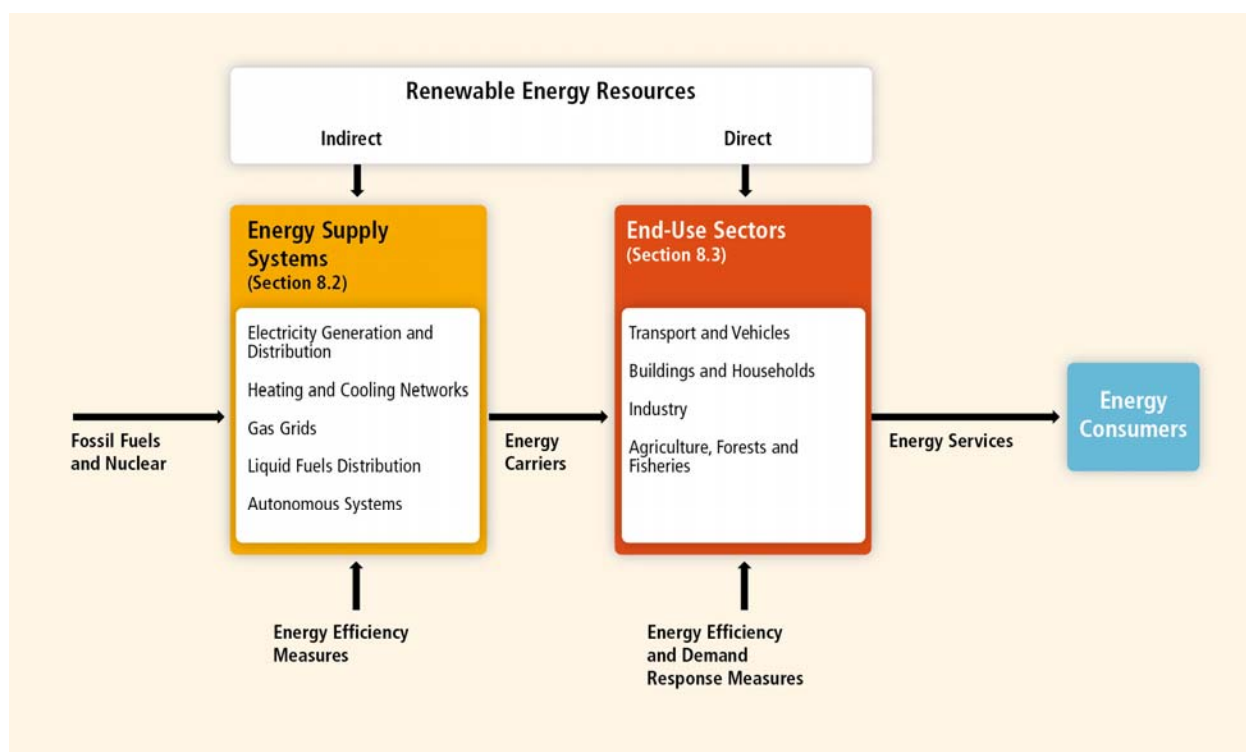 Renewable Energy Resources
Indirect
Direct
Energy Supply
Systems
(Section 8.2)
Electricity Generation and
Distribution
Heating and Cooling Networks
Gas Grids
Liquid Fuels Distribution
Autonomous Systems
End-Use Sectors
(Section 8.3)
Transport and Vehicles
Buildings and Households
Industry
Agriculture, Forests and
Fisheries
Fossil Fuels
and Nuclear
Energy
Carriers
Energy Services
Energy
Consumers
Energy Efficiency
Measures
Energy Efficiency
and Demand
Response Measures